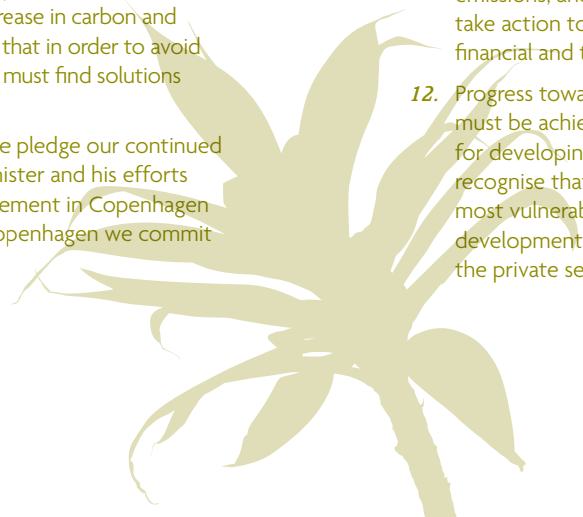 rease in carbon and
that in order to avoid
must find solutions
e pledge our continued
nister and his efforts
ement in Copenhagen
openhagen we commit
emissions, and
take action to
financial and t
12. Progress towa
must be achie
for developin
recognise that
most vulnerab
development
the private se